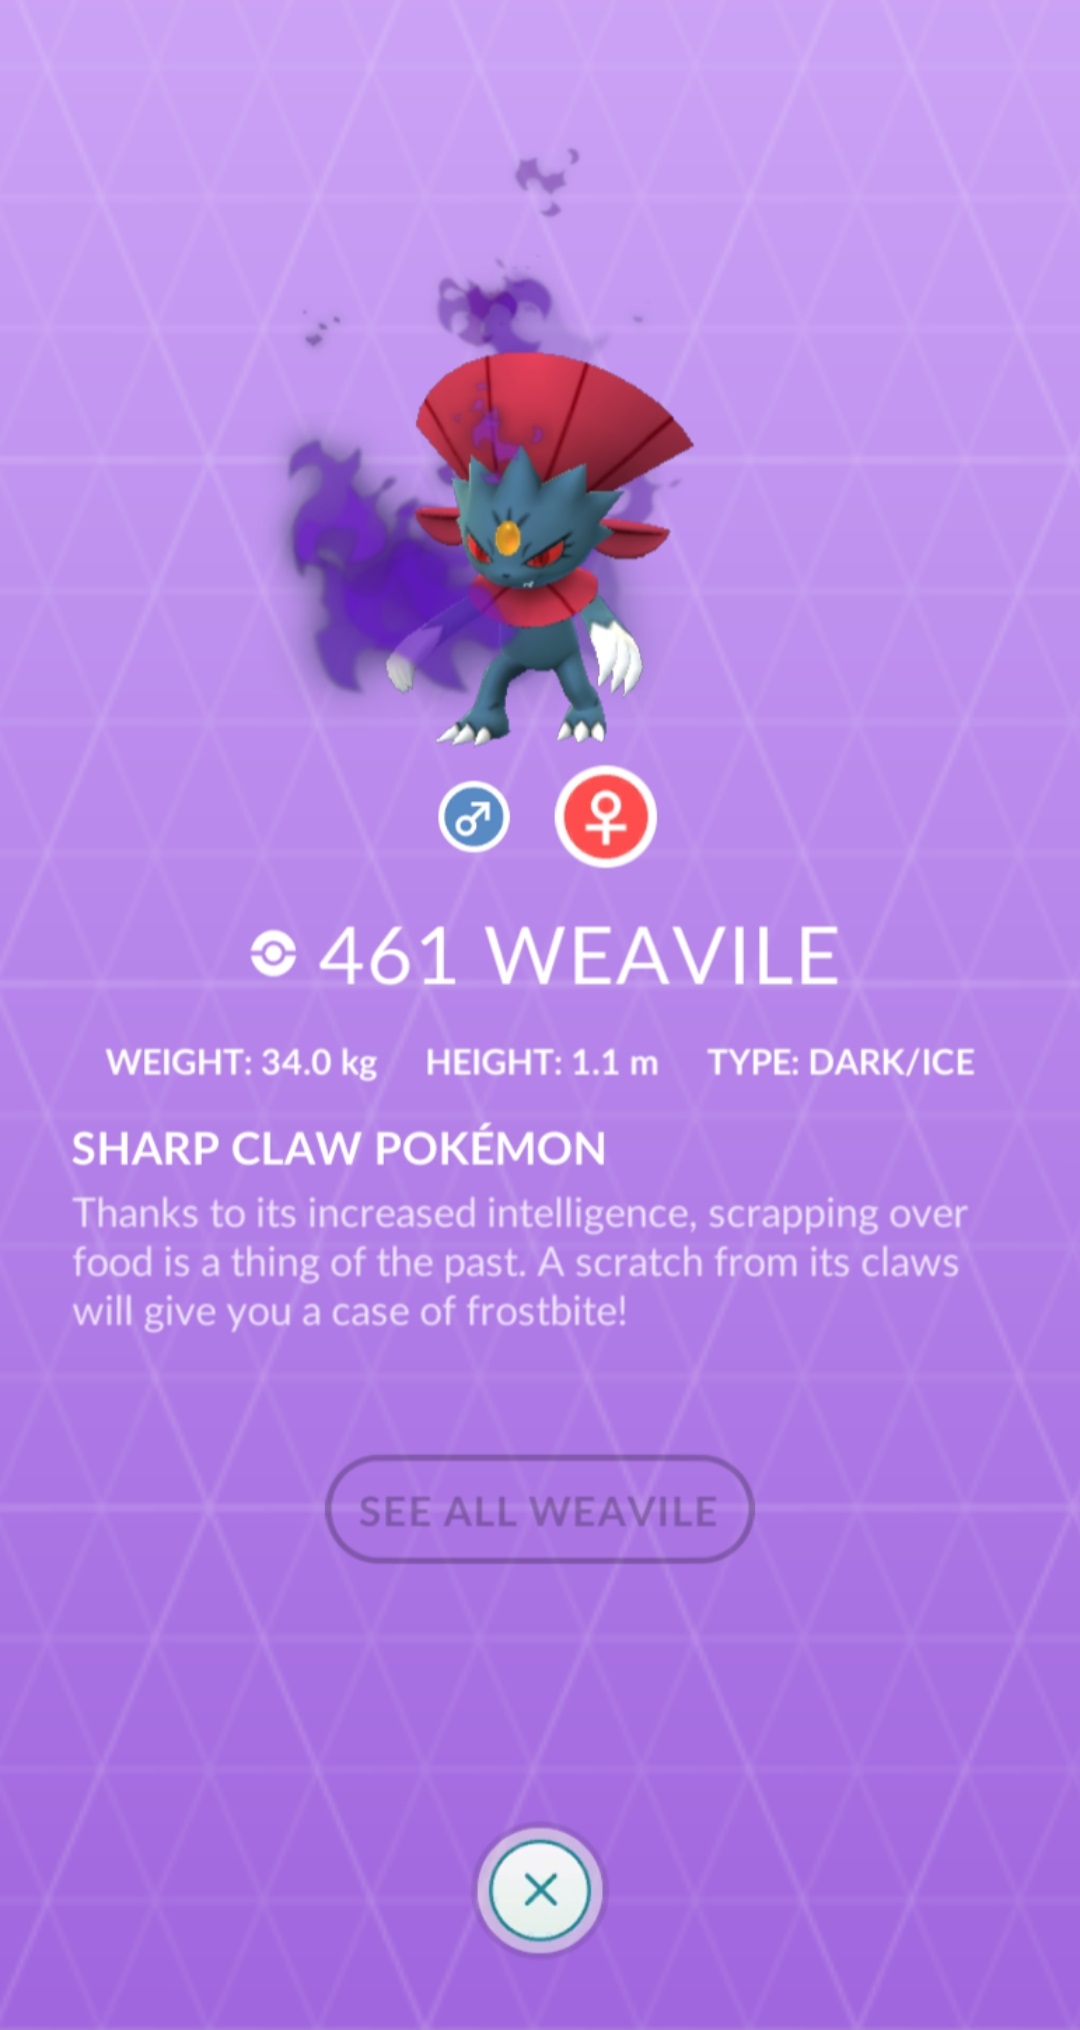 461 WEAVILE
WEIGHT: 34.0 kg HEIGHT: 1.1 m TYPE: DARK/ICE
SHARP CLAW POKÉMON
Thanks to its increased intelligence, scrapping over
food is a thing of the past. A scratch from its claws
will give you a case of frostbite!
SEE ALL WEAVILE